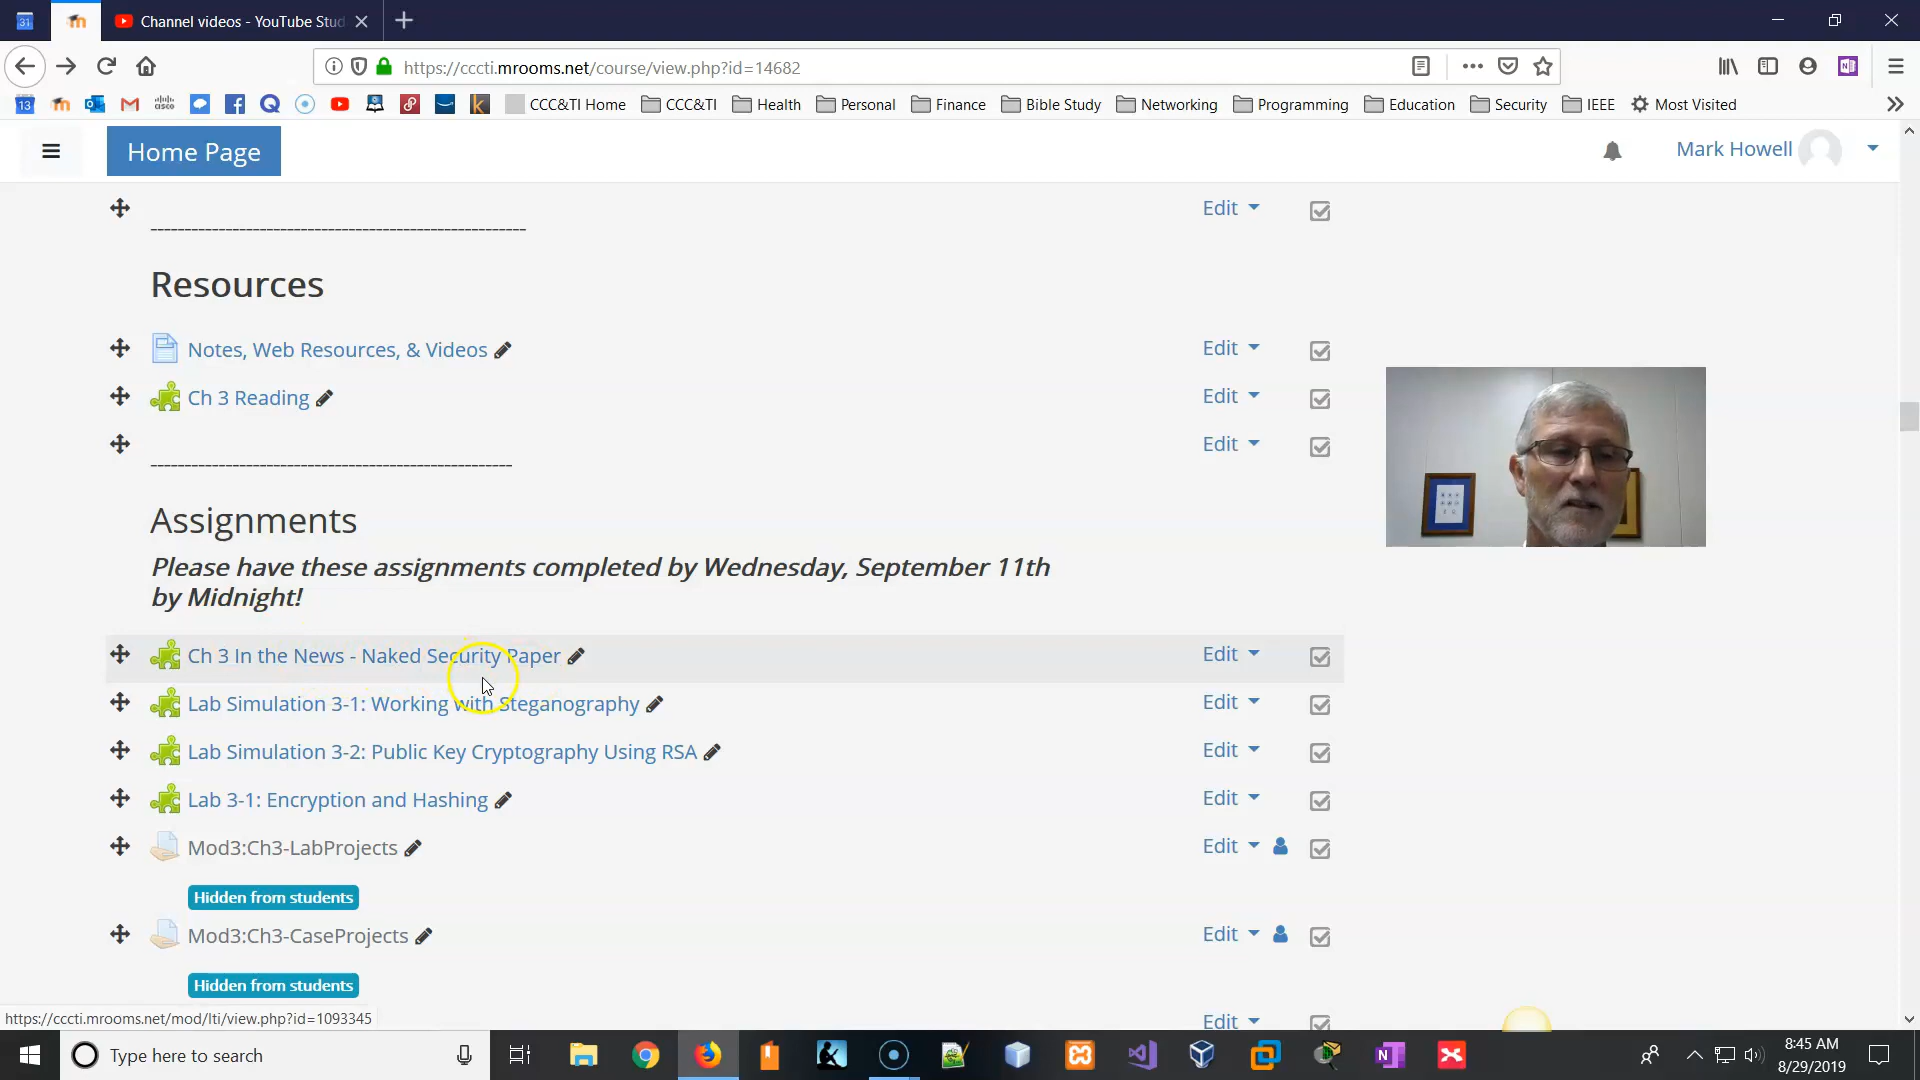 31
Channel videos - YouTube Stud
https://cccti.mrooms.net/course/view.php?id=14682
13
CCC&TI Home
CCC&TI
Health
Personal
Finance
Bible Study
Networking
Programming
Education
Security
IEEE
Most Visited
Home Page
Mark Howell
Edit
Resources
Notes, Web Resources, & Videos
Edit
Ch 3 Reading
Edit
Edit
Assignments
Please have these assignments completed by Wednesday, September 11th
by Midnight!
Ch 3 In the News - Naked Security Paper
Edit
Lab Simulation 3-1: Working with Steganography
Edit
Lab Simulation 3-2: Public Key Cryptography Using RSA
Edit
Lab 3-1: Encryption and Hashing
Edit
Mod3:Ch3-LabProjects
Edit
Hidden from students
Mod3:Ch3-CaseProjects
Edit
Hidden from students
https://cccti.mrooms.net/mod/lti/view.php?id=1093345
Edit
Type here to search
8:45 AM
8/29/2019